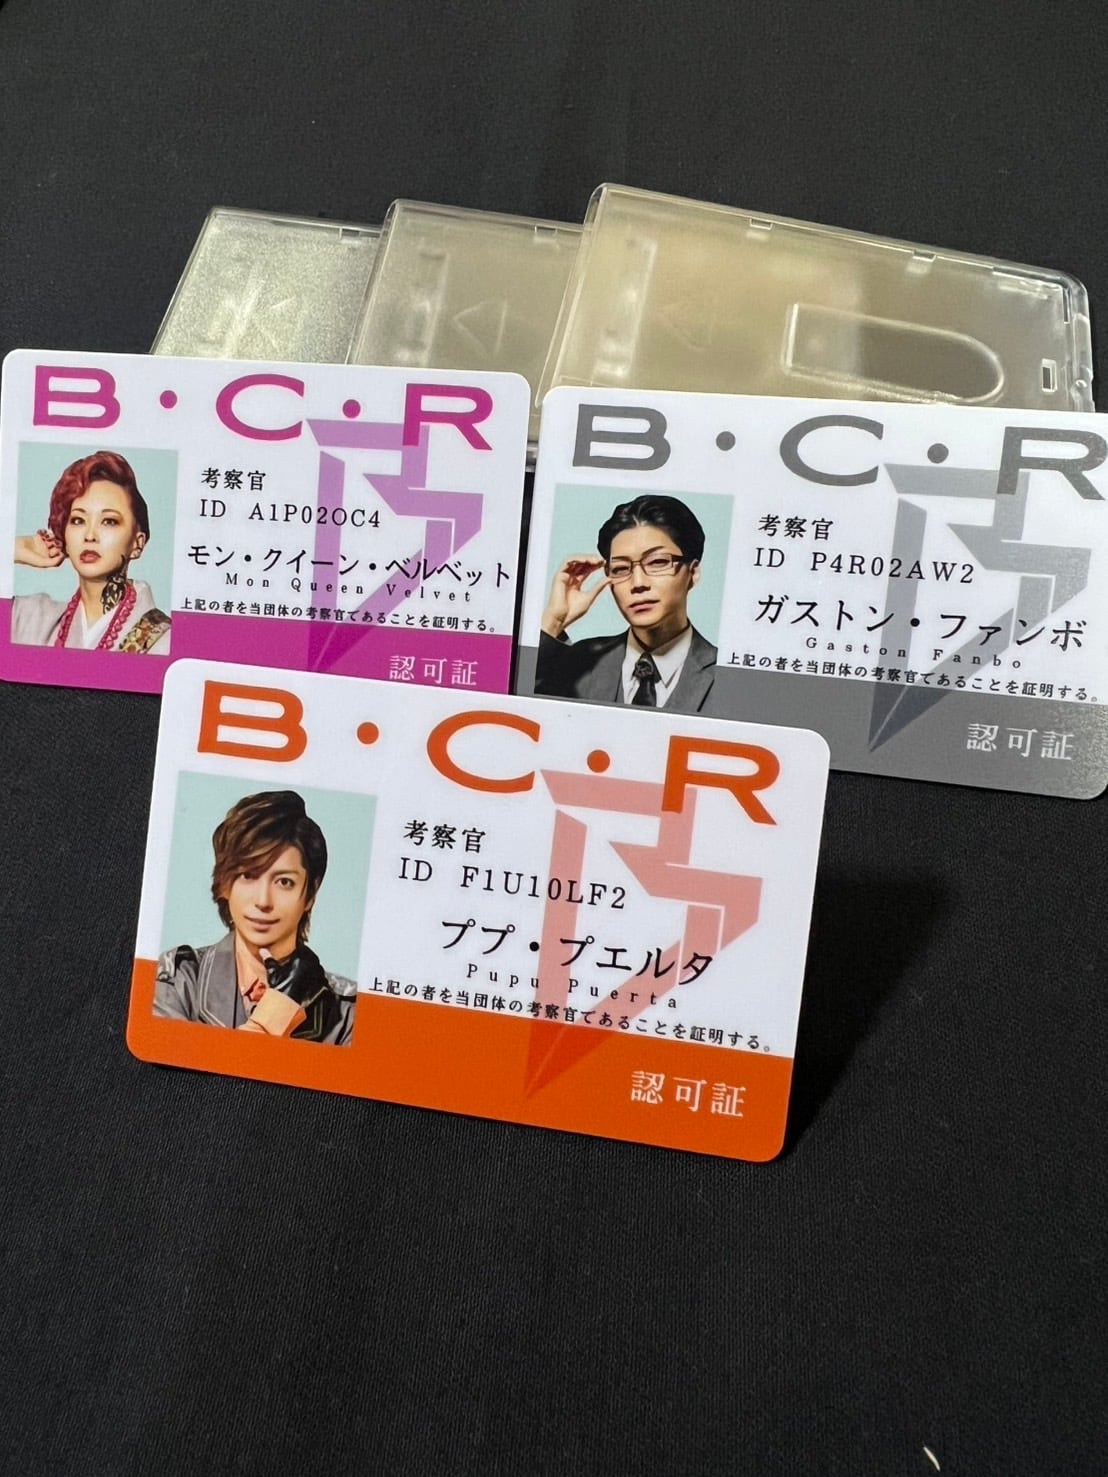 B・C・R
考察官
ID A1P02OC4
モン・クイーン・ベルベット
Mon Queen Velvet
上記の者を当団体の考察官であることを証明する。
認可証
B・C・R
考察官
ID P4R02AW2
ガストン・ファンボ
Gaston Fanbo
上記の者を当団体の考察官であることを証明する。
認可証
B・C・R
考察官
ID F1U10LF2
ププ・プエルタ
Pupu Puerta
上記の者を当団体の考察官であることを証明する。
認可証